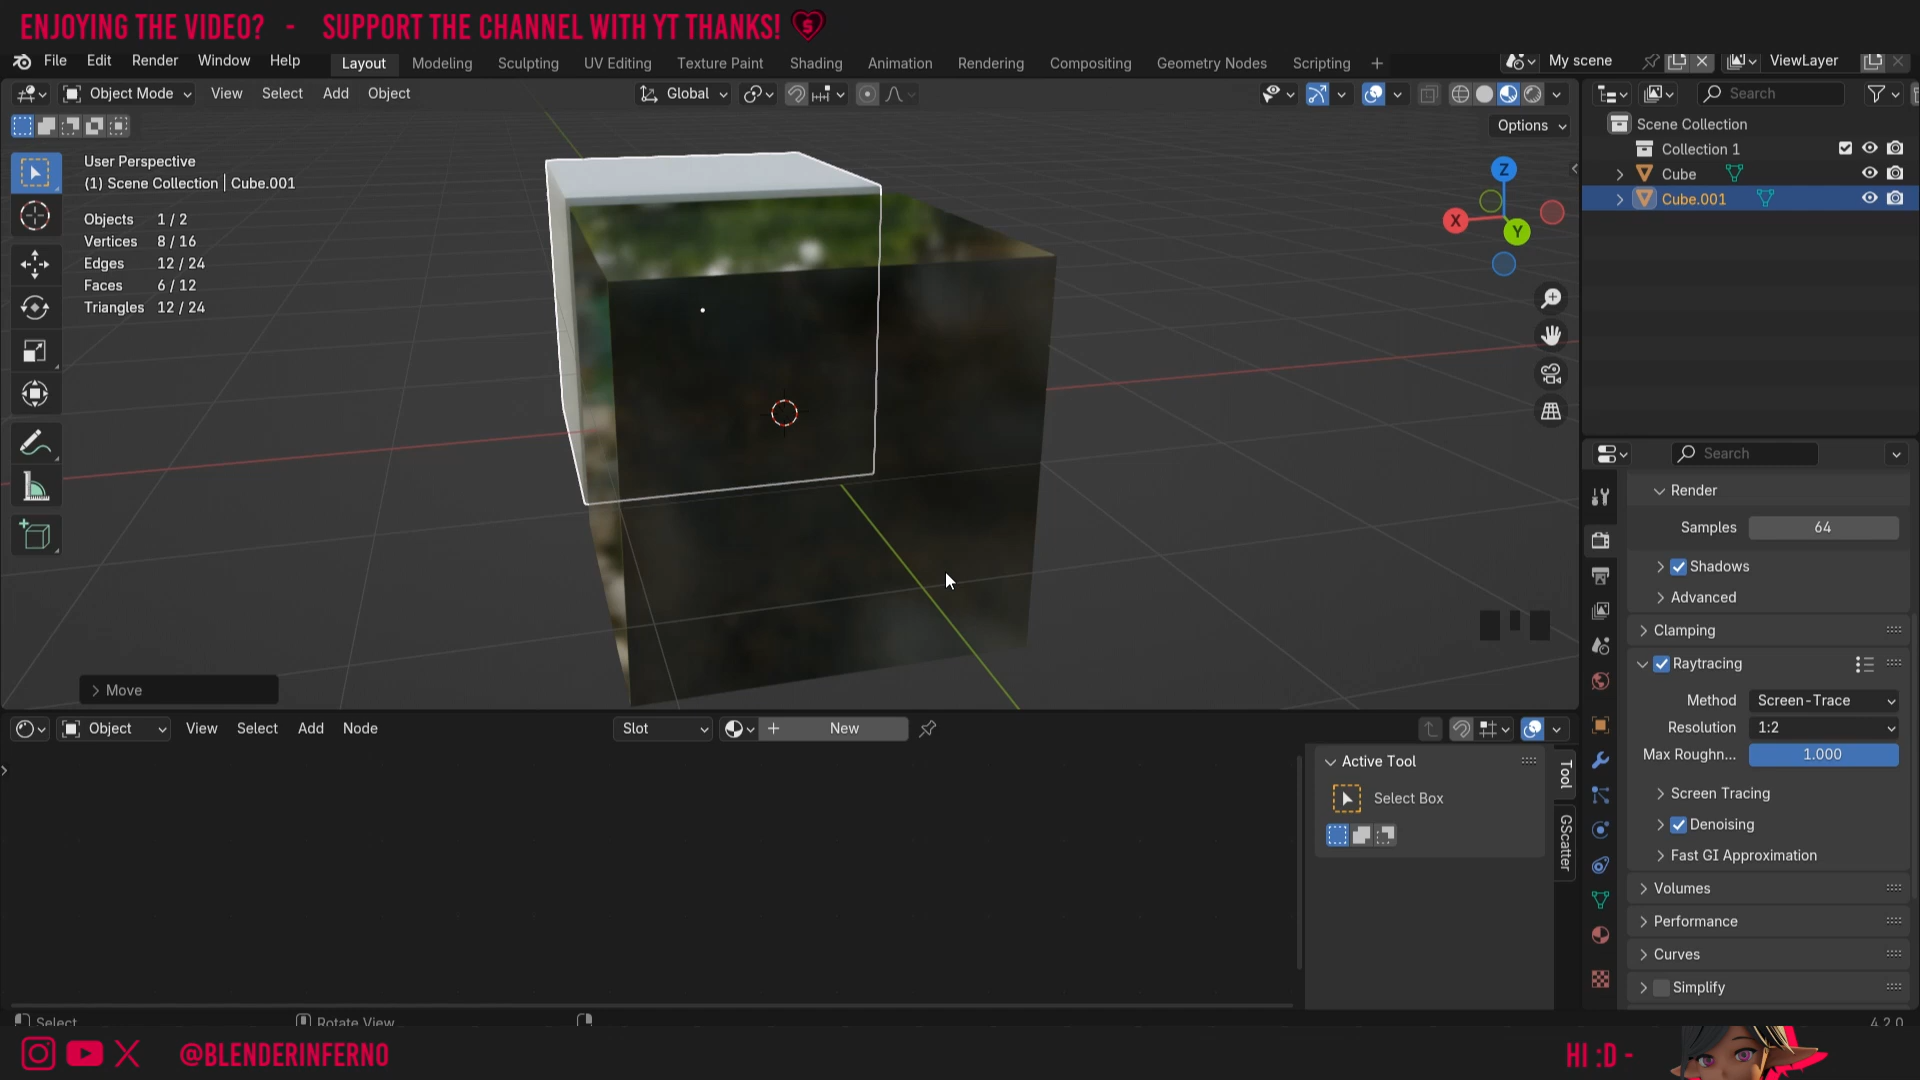 ENJOYING THE VIDEO? - SUPPORT THE CHANNEL WITH YT THANKS!
File Edit Render Window Help
Layout Modeling Sculpting UV Editing Texture Paint Shading Animation Rendering Compositing Geometry Nodes Scripting +
My scene ViewLayer
Object Mode View Select Add Object Global
Search
Options
User Perspective
(1) Scene Collection | Cube.001
Objects 1 / 2
Vertices 8 / 16
Edges 12 / 24
Faces 6 / 12
Triangles 12 / 24
Z
X
Y
Scene Collection
Collection 1
Cube
Cube.001
Search
Render
Samples 64
Shadows
Advanced
Clamping
Raytracing
Method Screen-Trace
Resolution 1:2
Max Roughn... 1.000
Screen Tracing
Denoising
Fast GI Approximation
Volumes
Performance
Curves
Simplify
Move
Object View Select Add Node Slot New
Active Tool
Select Box
Tool
GScatter
Select Rotate View
4.2.0
@BLENDERINFERNO
HI :D -